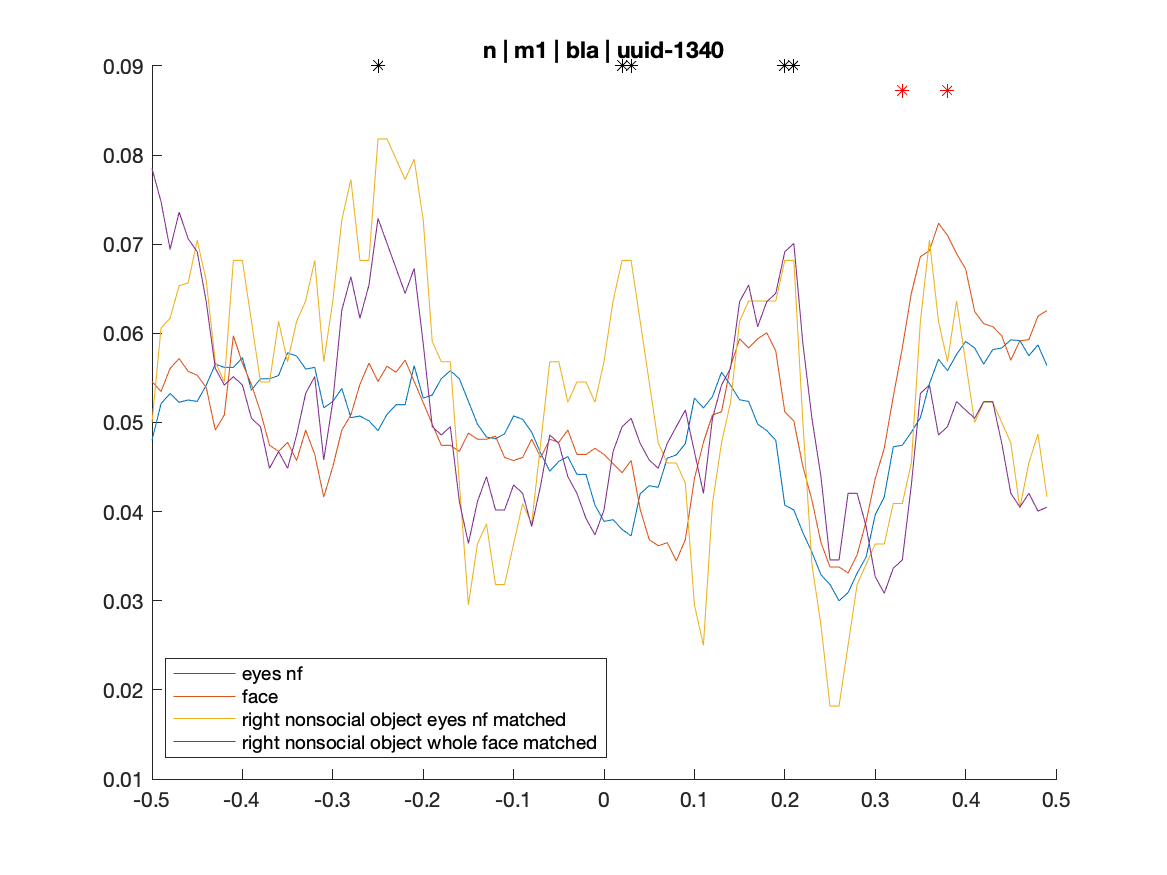 n | m1 | bla | uuid-1340
0.09
0.08
0.07
0.06
0.05
0.04
0.03
0.02
0.01
eyes nf
face
right nonsocial object eyes nf matched
right nonsocial object whole face matched
-0.5 -0.4 -0.3 -0.2 -0.1 0 0.1 0.2 0.3 0.4 0.5